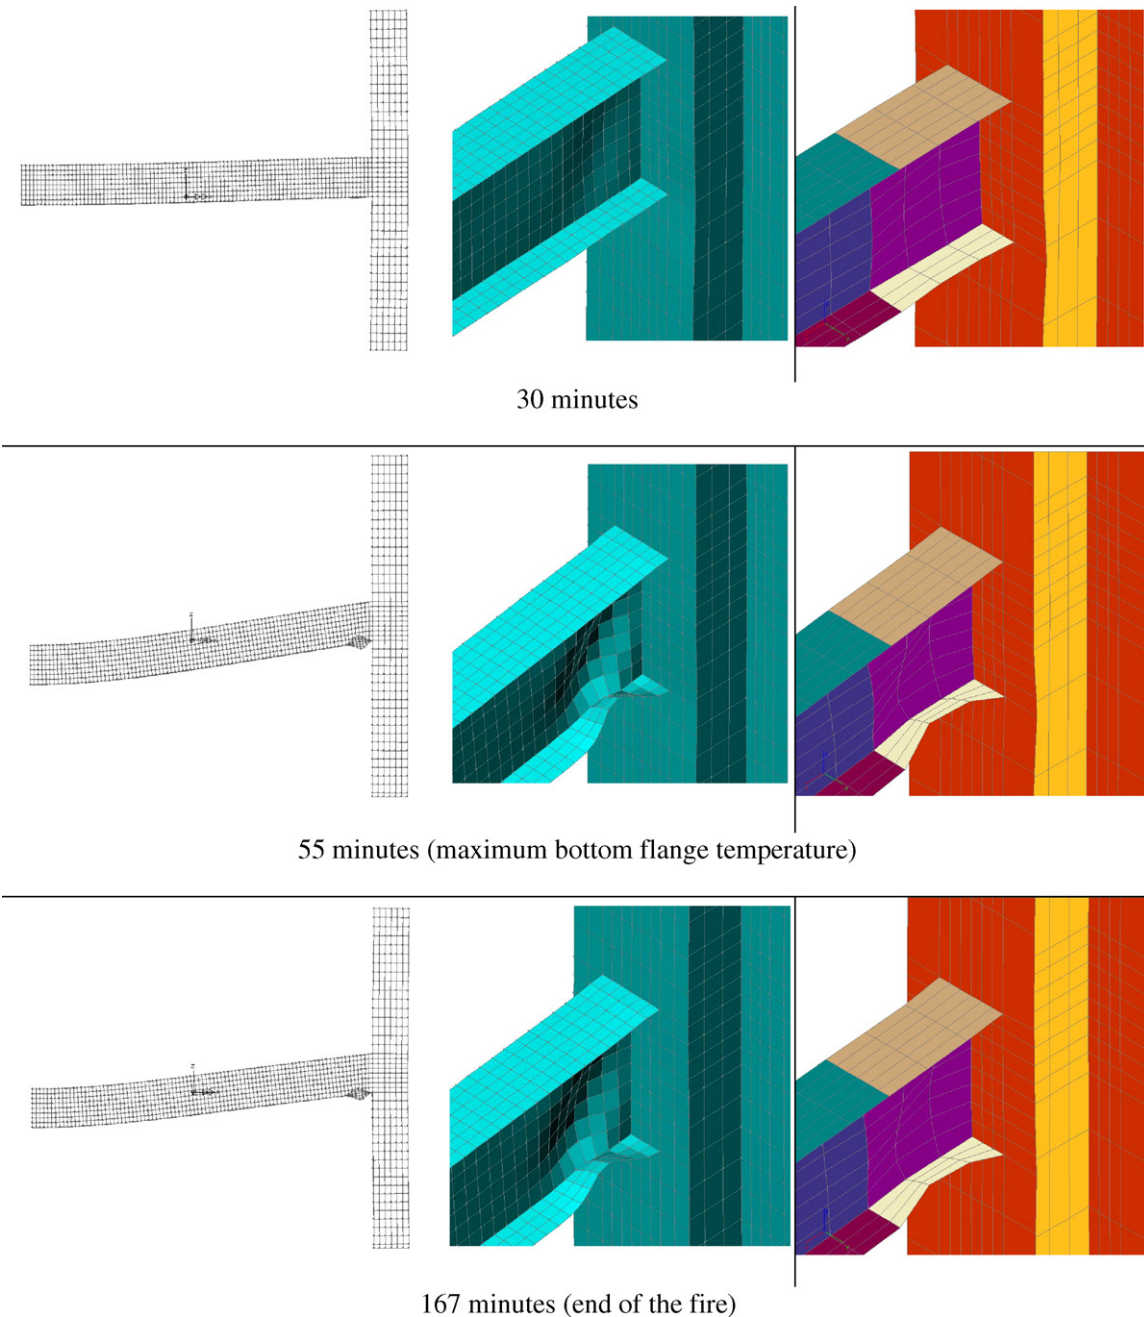 30 minutes
z
55 minutes (maximum bottom flange temperature)
z
167 minutes (end of the fire)